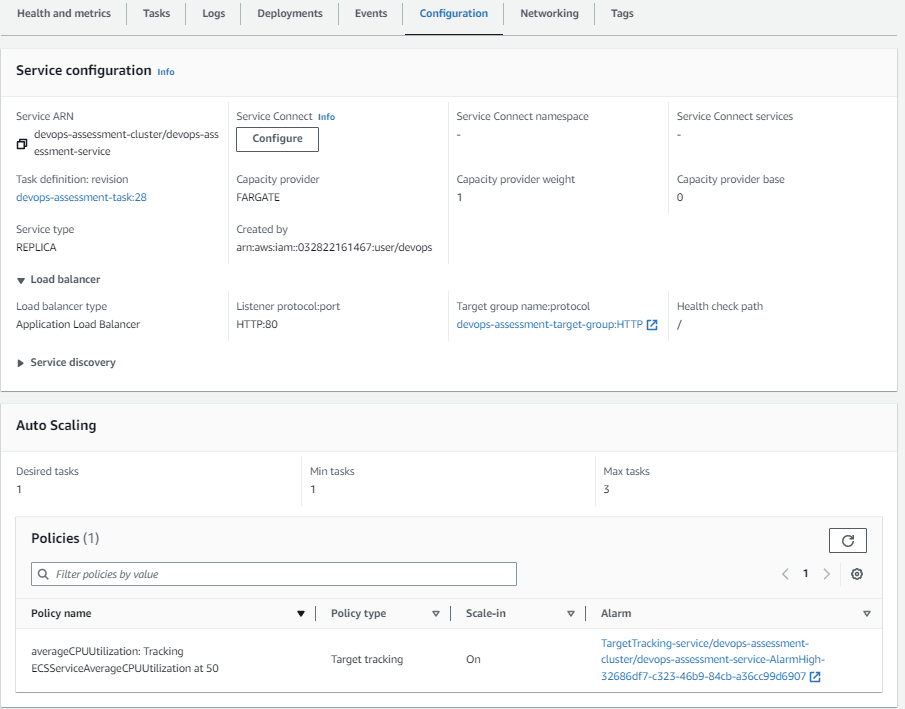 Health and metrics Tasks Logs Deployments Events Configuration Networking Tags
Service configuration Info
Service ARN
devops-assessment-cluster/devops-ass
essment-service
Service Connect Info
Configure
Service Connect namespace
-
Service Connect services
-
Task definition: revision
devops-assessment-task:28
Capacity provider
FARGATE
Capacity provider weight
1
Capacity provider base
0
Service type
REPLICA
Created by
arn:aws:iam::032822161467:user/devops
Load balancer
Load balancer type
Application Load Balancer
Listener protocol:port
HTTP:80
Target group name:protocol
devops-assessment-target-group:HTTP
Health check path
/
Service discovery
Auto Scaling
Desired tasks
1
Min tasks
1
Max tasks
3
Policies (1)
Filter policies by value
1
Policy name Policy type Scale-in Alarm
averageCPUUtilization: Tracking
ECSServiceAverageCPUUtilization at 50
Target tracking
On
TargetTracking-service/devops-assessment-
cluster/devops-assessment-service-AlarmHigh-
32686df7-c323-46b9-84cb-a36cc99d6907